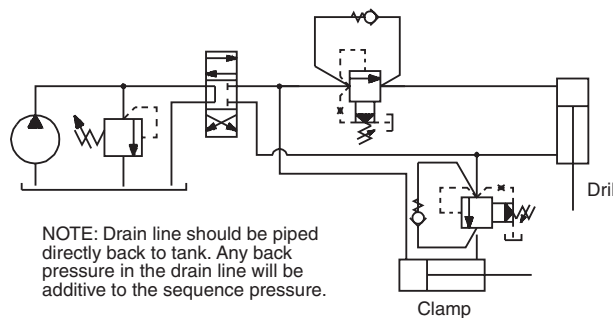 Dril
NOTE: Drain line should be piped
directly back to tank. Any back
pressure in the drain line will be
additive to the sequence pressure.
Clamp